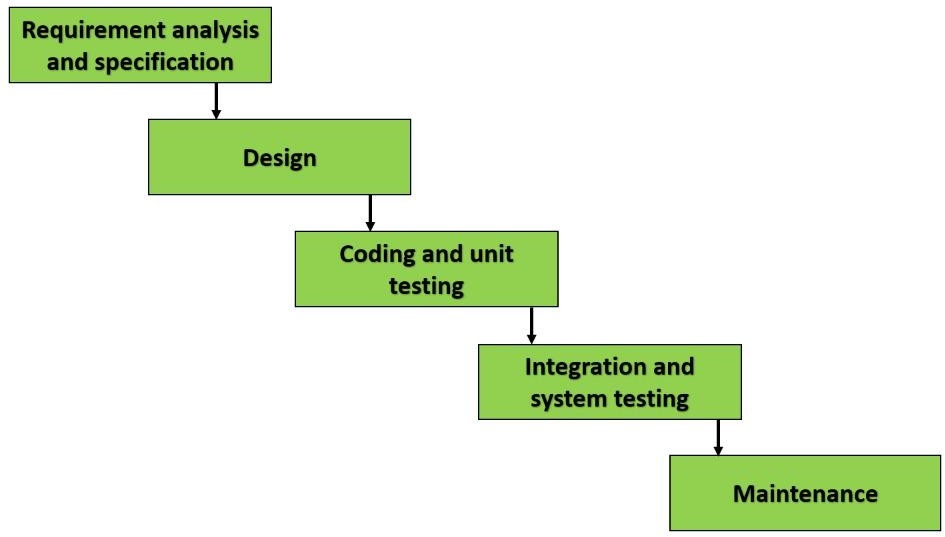 Requirement analysis
and specification
Design
Coding and unit
testing
Integration and
system testing
Maintenance